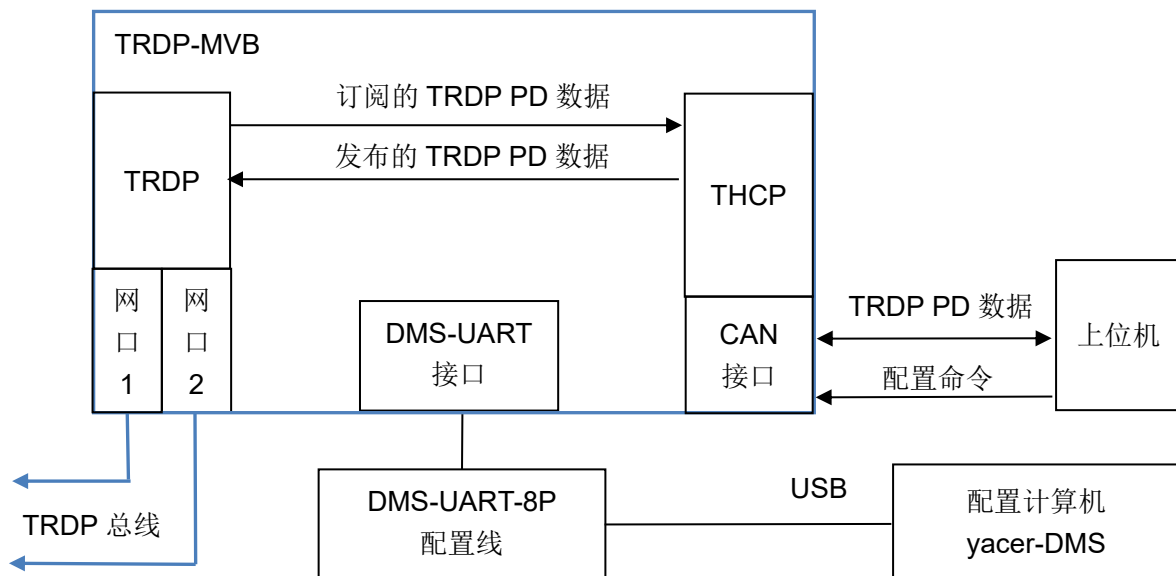 TRDP-MVB
订阅的 TRDP PD 数据
发布的 TRDP PD 数据
TRDP
THCP
网
口
1
网
口
2
DMS-UART
接口
CAN
接口
TRDP PD 数据
配置命令
上位机
TRDP 总线
DMS-UART-8P
配置线
USB
配置计算机
yacer-DMS